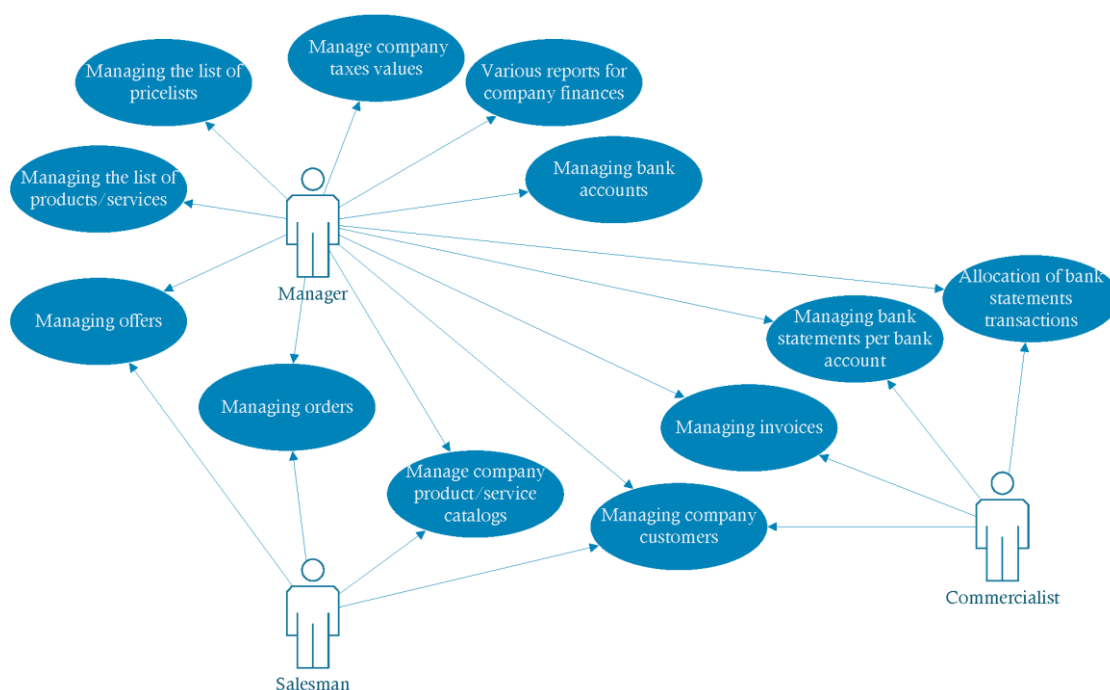 Manage company
taxes values
Managing the list of
pricelists
Various reports for
company finances
Managing the list of
products/services
Managing bank
accounts
Manager
Allocation of bank
statements
transactions
Managing offers
Managing bank
statements per bank
account
Managing orders
Managing invoices
Manage company
product/service
catalogs
Managing company
customers
Commercialist
Salesman